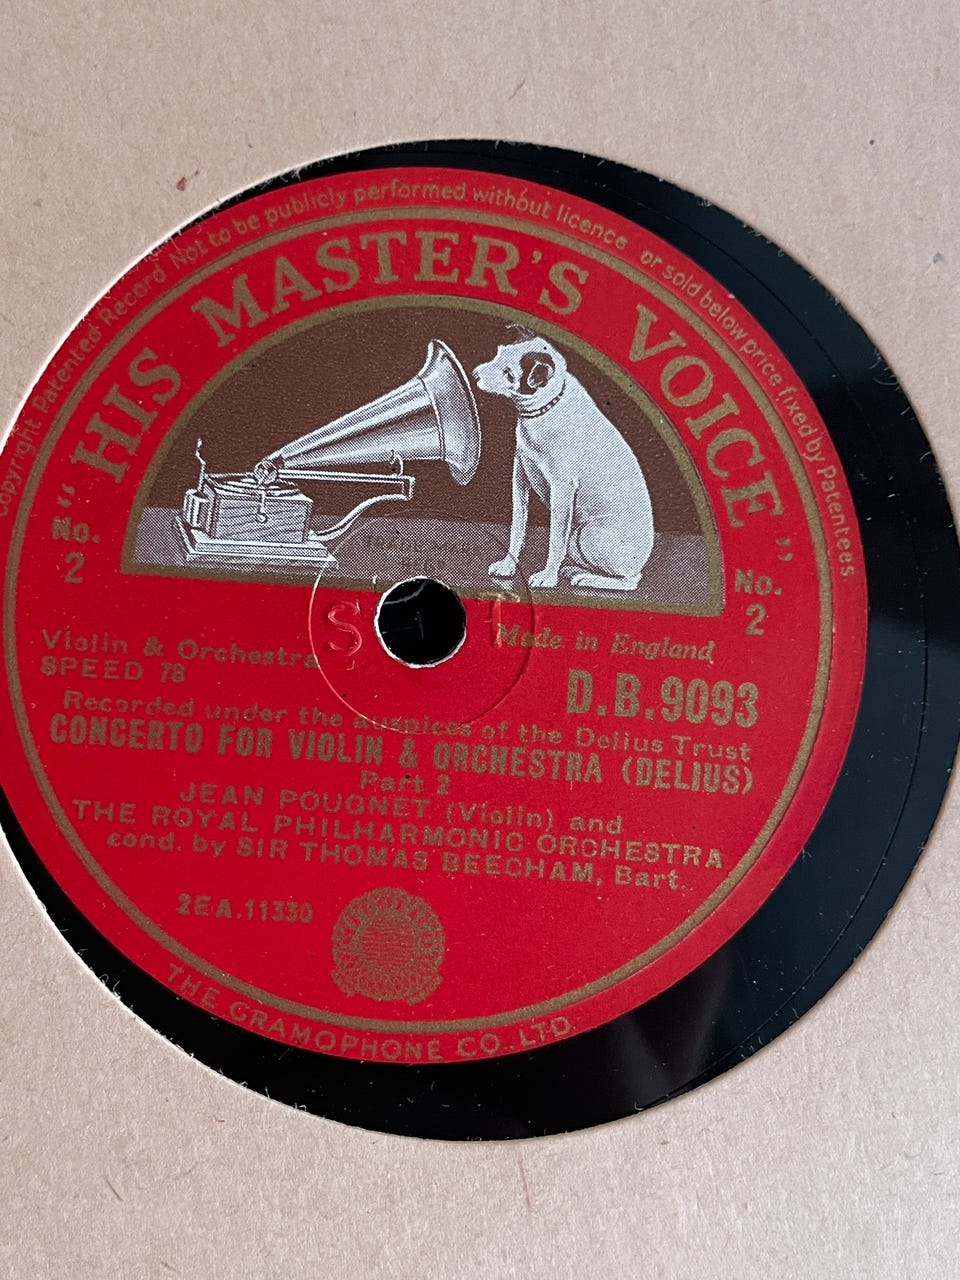 Copyright Patented Record Not to be publicly performed without licence or sold below price fixed by Patentees
"HIS MASTER'S VOICE"
No.
2
No.
2
S
Made in England
Violin & Orchestra
SPEED 78
D.B.9093
Recorded under the auspices of the Delius Trust
CONCERTO FOR VIOLIN & ORCHESTRA (DELIUS)
Part 2
JEAN POUGNET (Violin) and
THE ROYAL PHILHARMONIC ORCHESTRA
cond. by SIR THOMAS BEECHAM, Bart.
2EA.11330
THE GRAMOPHONE CO. LTD.